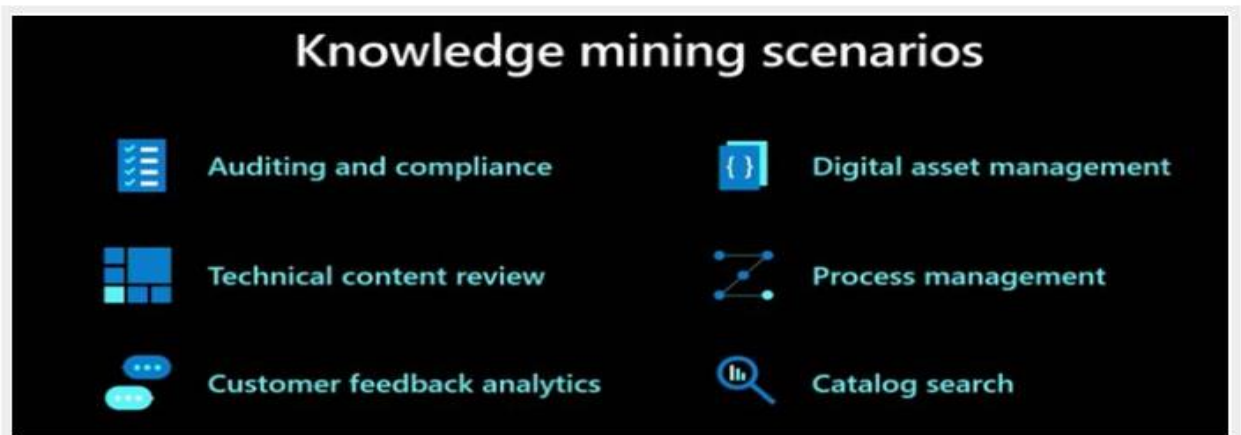 Knowledge mining scenarios
Auditing and compliance
Digital asset management
Technical content review
Process management
Customer feedback analytics
Catalog search
{ }